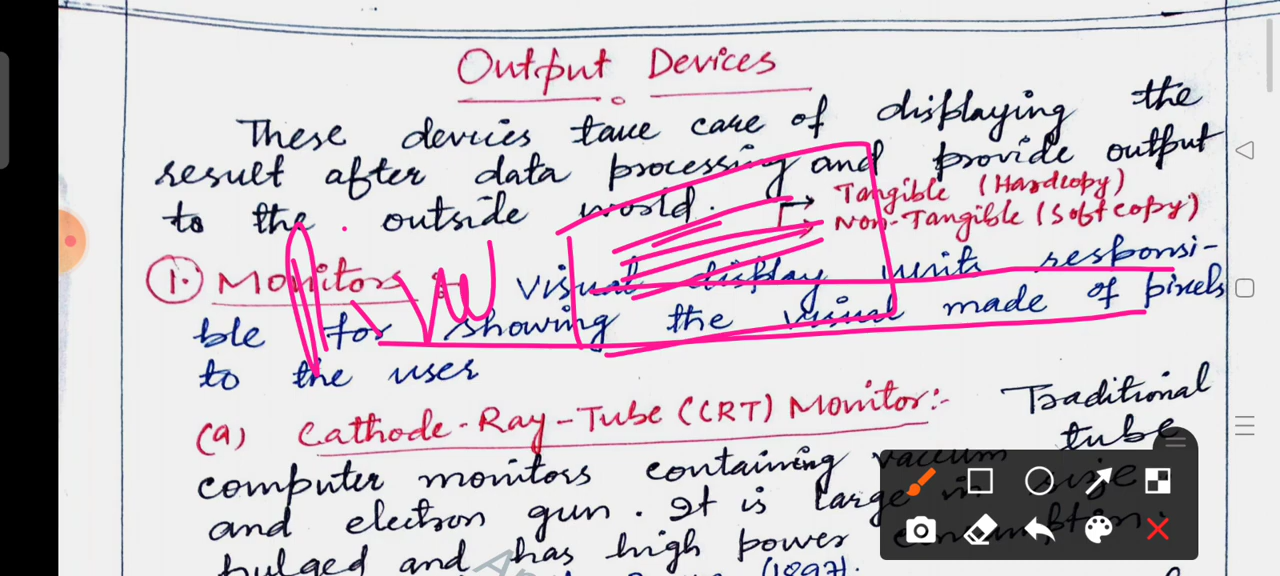 Output Devices
These devices take care of displaying the
result after data processing and provide output
to the outside world. → Tangible (Hardcopy)
→ Non-Tangible (Softcopy)
1. Monitors :- Visual display units responsi-
ble for showing the visual made of pixels
to the user
(a) Cathode-Ray-Tube (CRT) Monitor:- Traditional
computer monitors containing vacuum tube
and electron gun. It is large in size
bulged and has high power consumption.
(1897).